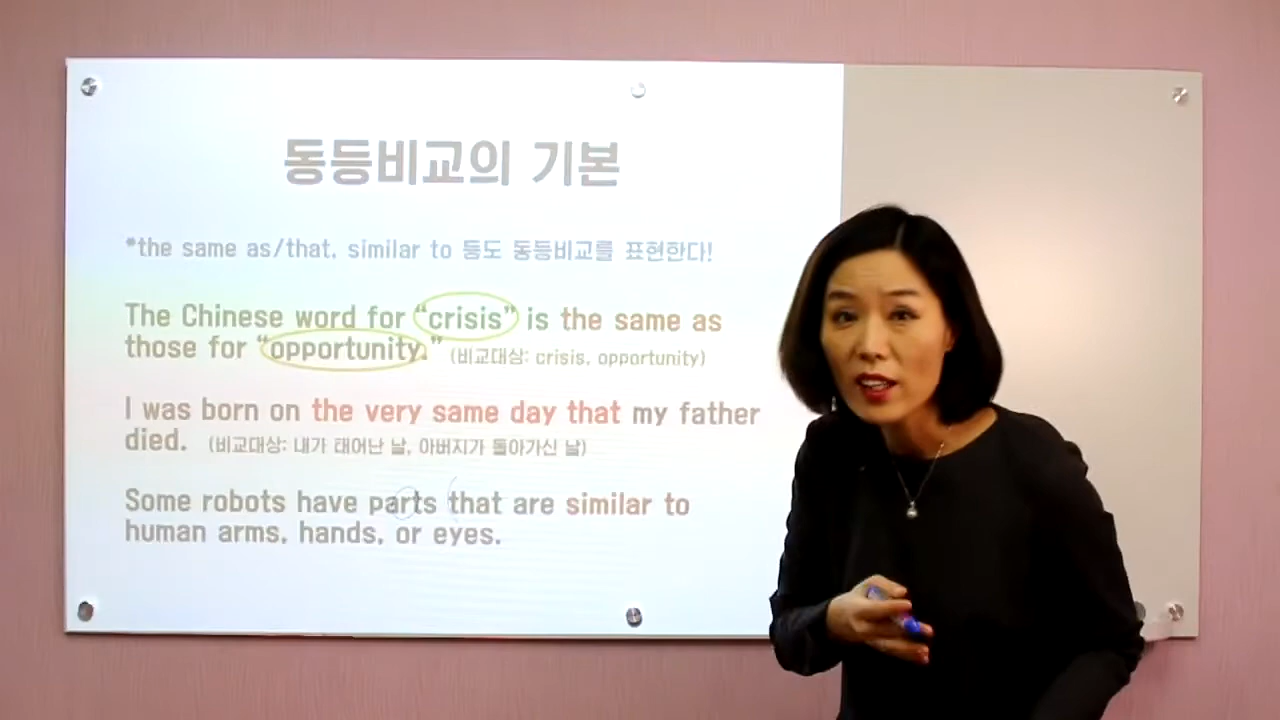 동등비교의 기본
*the same as/that, similar to 등도 동등비교를 표현한다!
The Chinese word for “crisis” is the same as
those for “opportunity.” (비교대상: crisis, opportunity)
I was born on the very same day that my father
died. (비교대상: 내가 태어난 날, 아버지가 돌아가신 날)
Some robots have parts that are similar to
human arms, hands, or eyes.